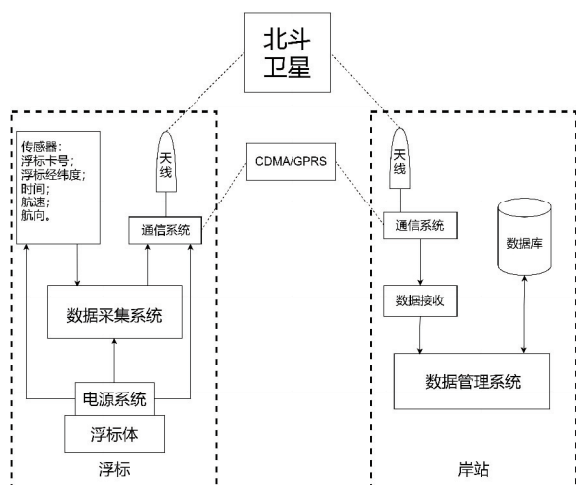 北斗
卫星
传感器：
浮标卡号；
浮标经纬度；
时间；
航速；
航向。
天
线
通信系统
数据采集系统
电源系统
浮标体
浮标
CDMA/GPRS
天
线
通信系统
数据接收
数据库
数据管理系统
岸站